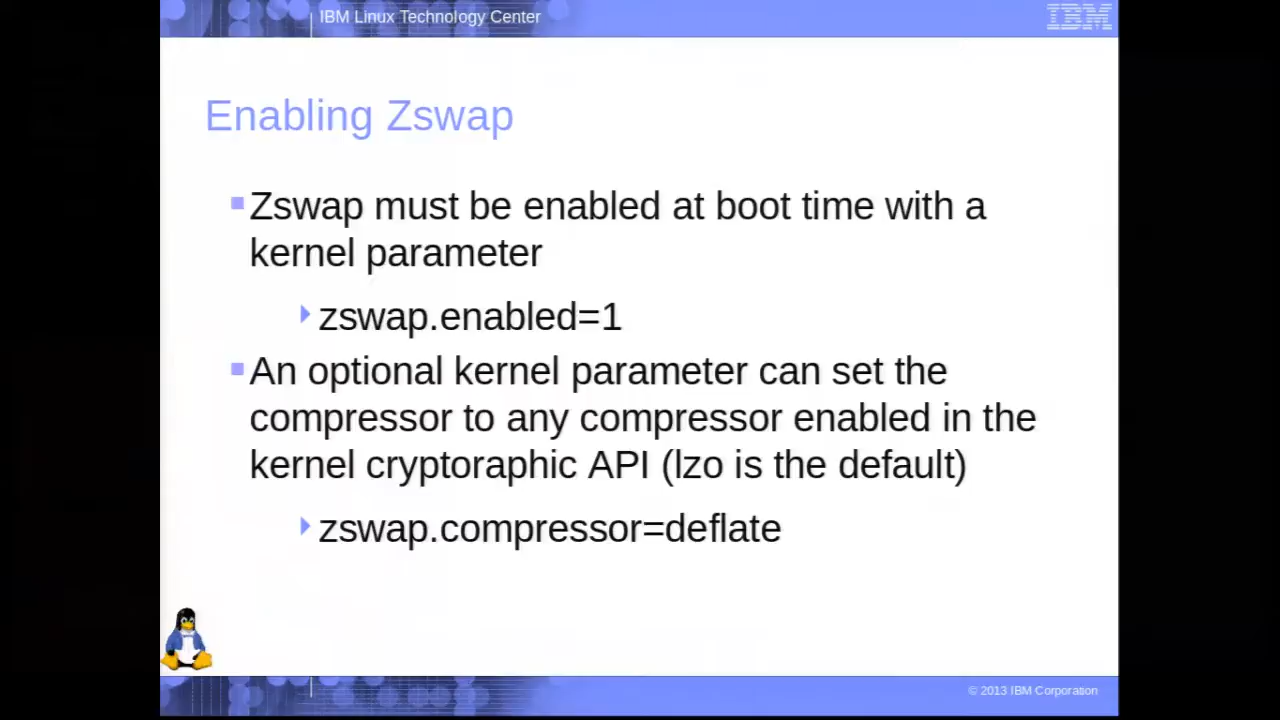 IBM Linux Technology Center
IBM
Enabling Zswap
Zswap must be enabled at boot time with a
kernel parameter
zswap.enabled=1
An optional kernel parameter can set the
compressor to any compressor enabled in the
kernel cryptoraphic API (lzo is the default)
zswap.compressor=deflate
© 2013 IBM Corporation